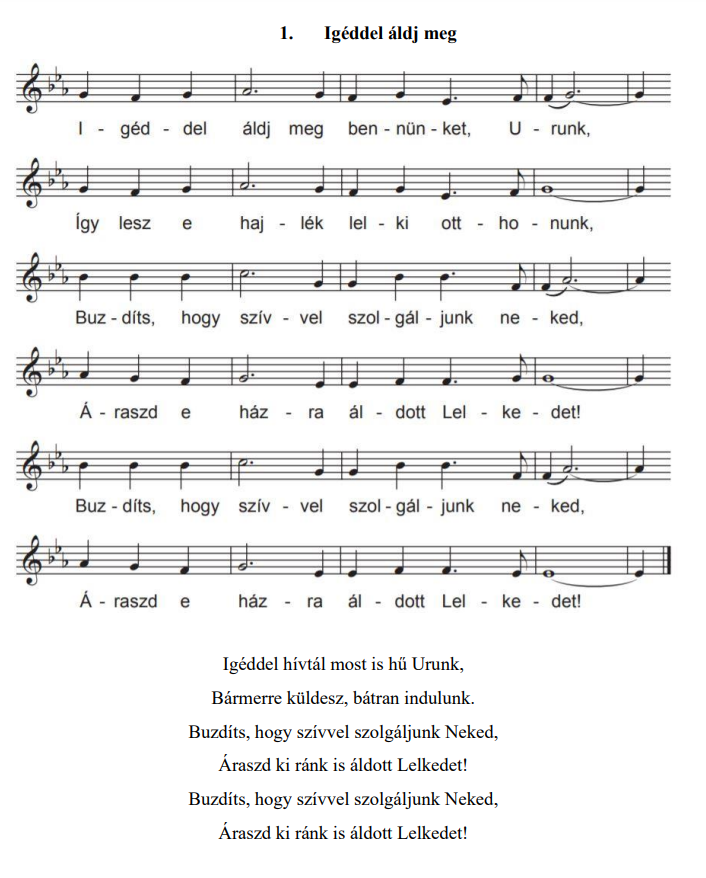 1. Igéddel áldj meg
I - géd - del áldj meg ben - nün - ket, U - runk,
Így lesz e haj - lék lel - ki ott - ho - nunk,
Buz - díts, hogy szív - vel szol - gál - junk ne - ked,
Á - raszd e ház - ra ál - dott Lel - ke - det!
Buz - díts, hogy szív - vel szol - gál - junk ne - ked,
Á - raszd e ház - ra ál - dott Lel - ke - det!
Igéddel hívtál most is hű Urunk,
Bármerre küldesz, bátran indulunk.
Buzdíts, hogy szívvel szolgáljunk Neked,
Áraszd ki ránk is áldott Lelkedet!
Buzdíts, hogy szívvel szolgáljunk Neked,
Áraszd ki ránk is áldott Lelkedet!